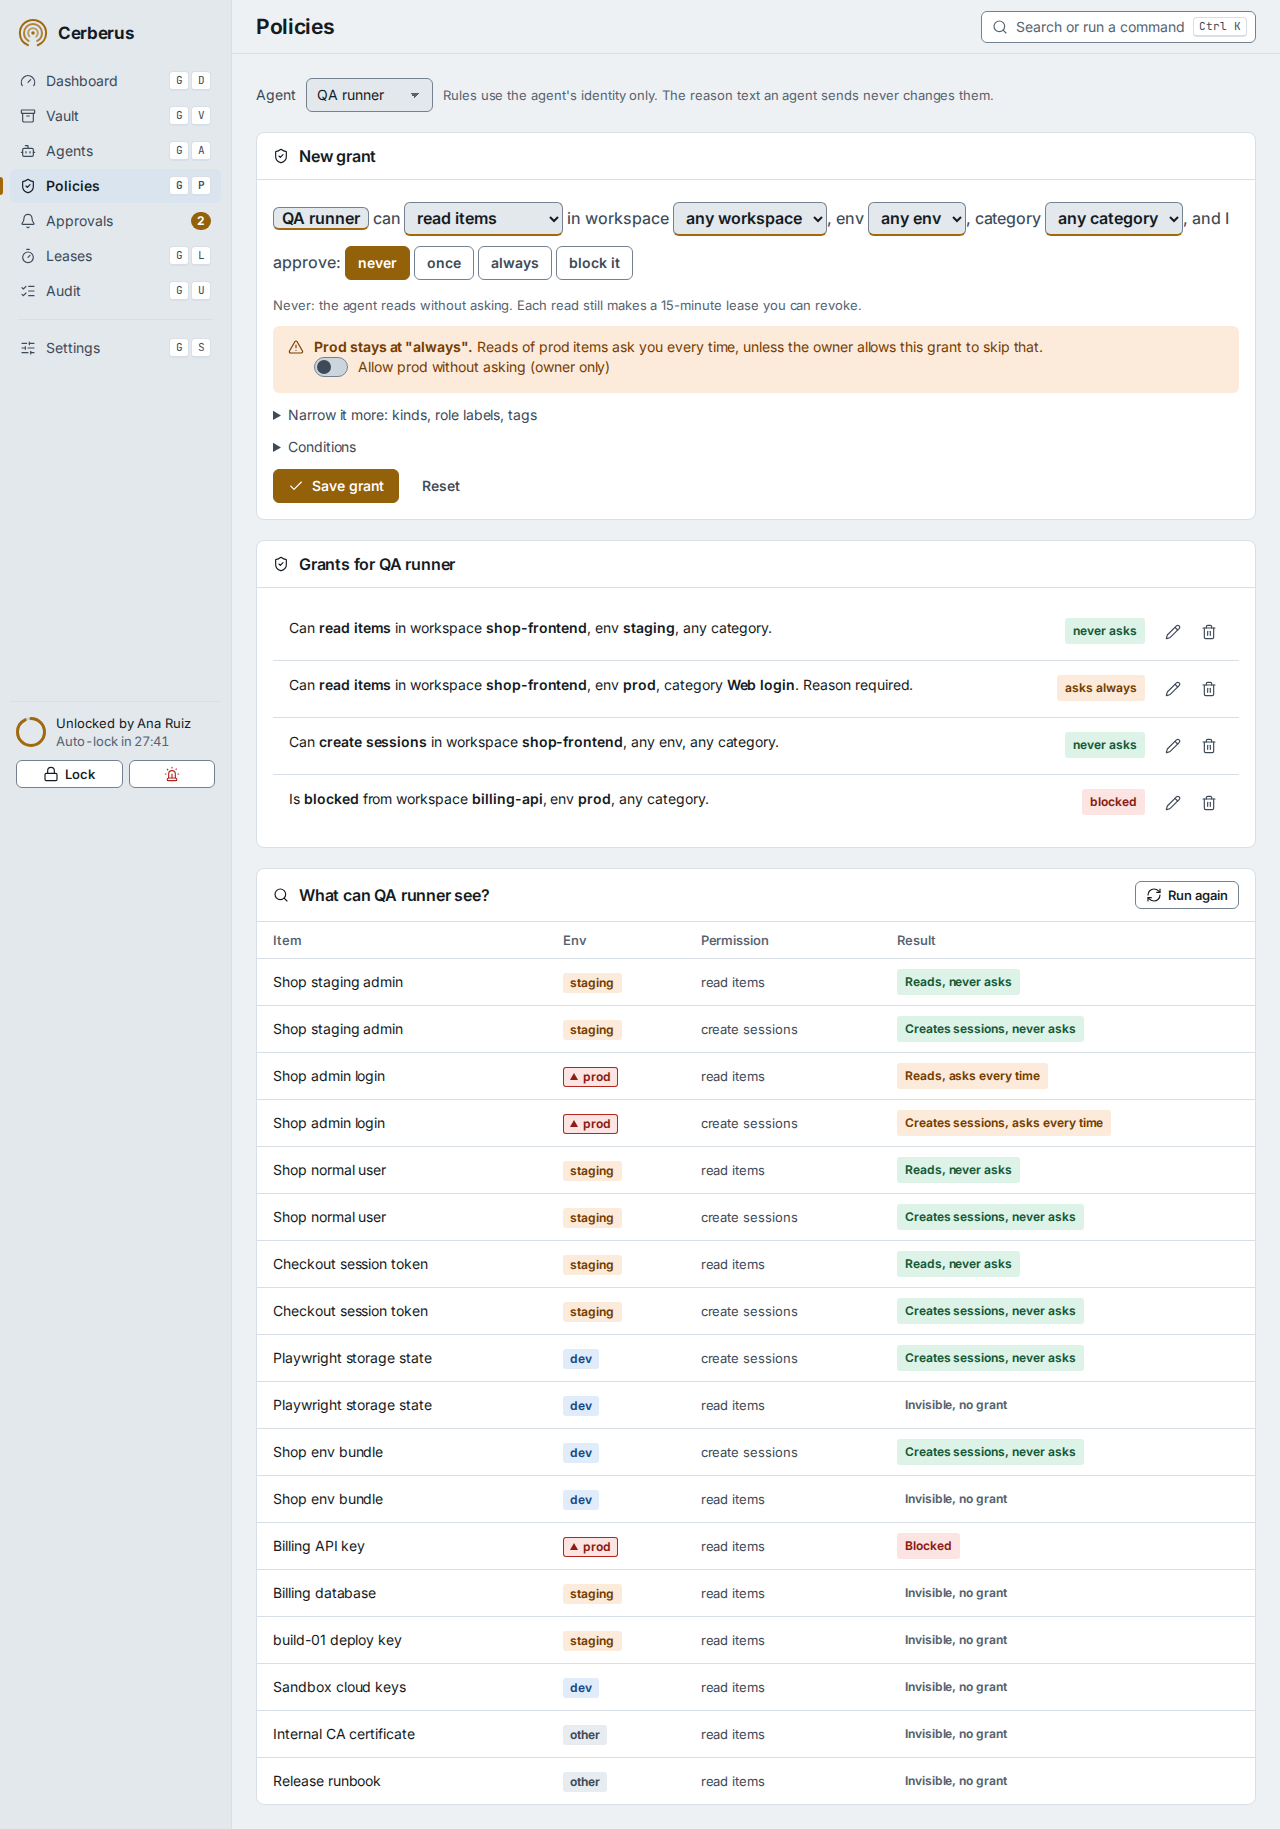 Cerberus
Dashboard G D
Vault G V
Agents G A
Policies G P
Approvals 2
Leases G L
Audit G U
Settings G S
Unlocked by Ana Ruiz
Auto-lock in 27:41
Lock
Policies
Search or run a command Ctrl K
Agent QA runner Rules use the agent's identity only. The reason text an agent sends never changes them.
New grant
QA runner can read items in workspace any workspace, env any env, category any category, and I
approve: never once always block it
Never: the agent reads without asking. Each read still makes a 15-minute lease you can revoke.
Prod stays at "always". Reads of prod items ask you every time, unless the owner allows this grant to skip that.
Allow prod without asking (owner only)
Narrow it more: kinds, role labels, tags
Conditions
Save grant Reset
Grants for QA runner
Can read items in workspace shop-frontend, env staging, any category. never asks
Can read items in workspace shop-frontend, env prod, category Web login. Reason required. asks always
Can create sessions in workspace shop-frontend, any env, any category. never asks
Is blocked from workspace billing-api, env prod, any category. blocked
What can QA runner see? Run again
Item Env Permission Result
Shop staging admin staging read items Reads, never asks
Shop staging admin staging create sessions Creates sessions, never asks
Shop admin login prod read items Reads, asks every time
Shop admin login prod create sessions Creates sessions, asks every time
Shop normal user staging read items Reads, never asks
Shop normal user staging create sessions Creates sessions, never asks
Checkout session token staging read items Reads, never asks
Checkout session token staging create sessions Creates sessions, never asks
Playwright storage state dev create sessions Creates sessions, never asks
Playwright storage state dev read items Invisible, no grant
Shop env bundle dev create sessions Creates sessions, never asks
Shop env bundle dev read items Invisible, no grant
Billing API key prod read items Blocked
Billing database staging read items Invisible, no grant
build-01 deploy key staging read items Invisible, no grant
Sandbox cloud keys dev read items Invisible, no grant
Internal CA certificate other read items Invisible, no grant
Release runbook other read items Invisible, no grant